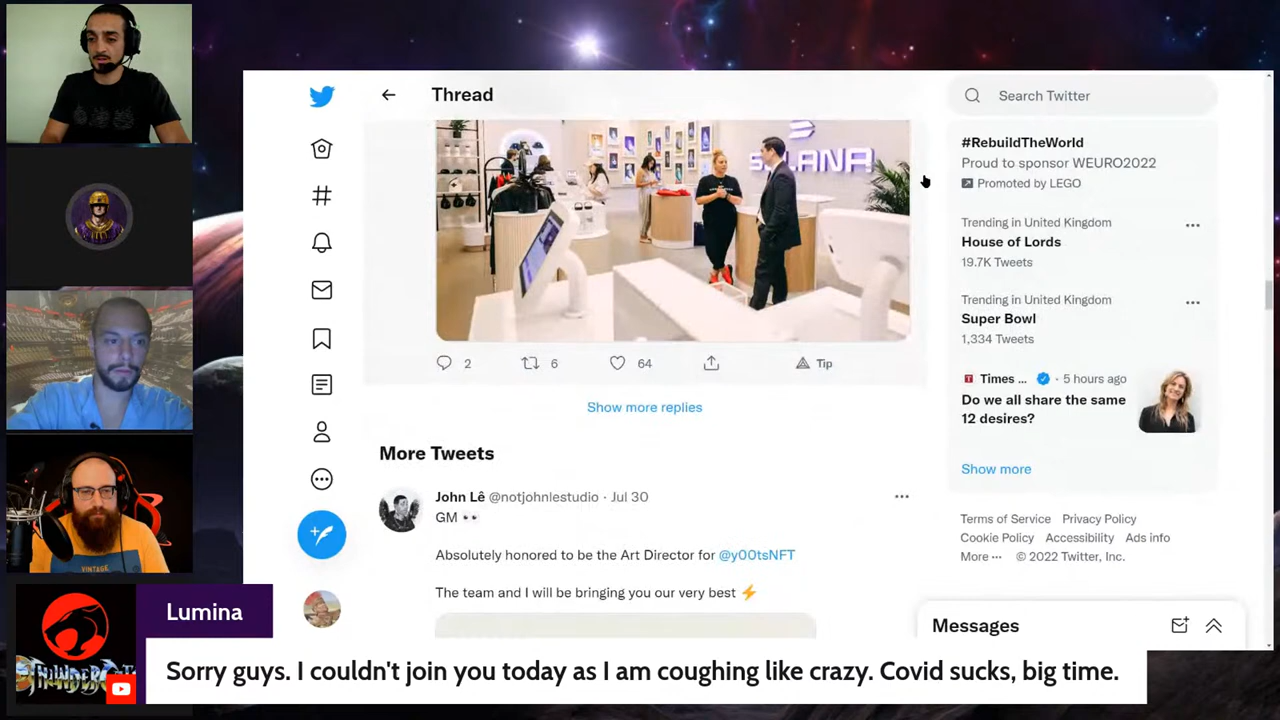 Thread
SOLANA
2
6
64
Tip
Show more replies
More Tweets
John Lê @notjohnlestudio · Jul 30
GM 👀
Absolutely honored to be the Art Director for @y00tsNFT
The team and I will be bringing you our very best ⚡
Search Twitter
#RebuildTheWorld
Proud to sponsor WEURO2022
Promoted by LEGO
Trending in United Kingdom
House of Lords
19.7K Tweets
Trending in United Kingdom
Super Bowl
1,334 Tweets
Times ... · 5 hours ago
Do we all share the same
12 desires?
Show more
Terms of Service Privacy Policy
Cookie Policy Accessibility Ads info
More ··· © 2022 Twitter, Inc.
Messages
VINTAGE
THUNDERCATS
Lumina
Sorry guys. I couldn't join you today as I am coughing like crazy. Covid sucks, big time.